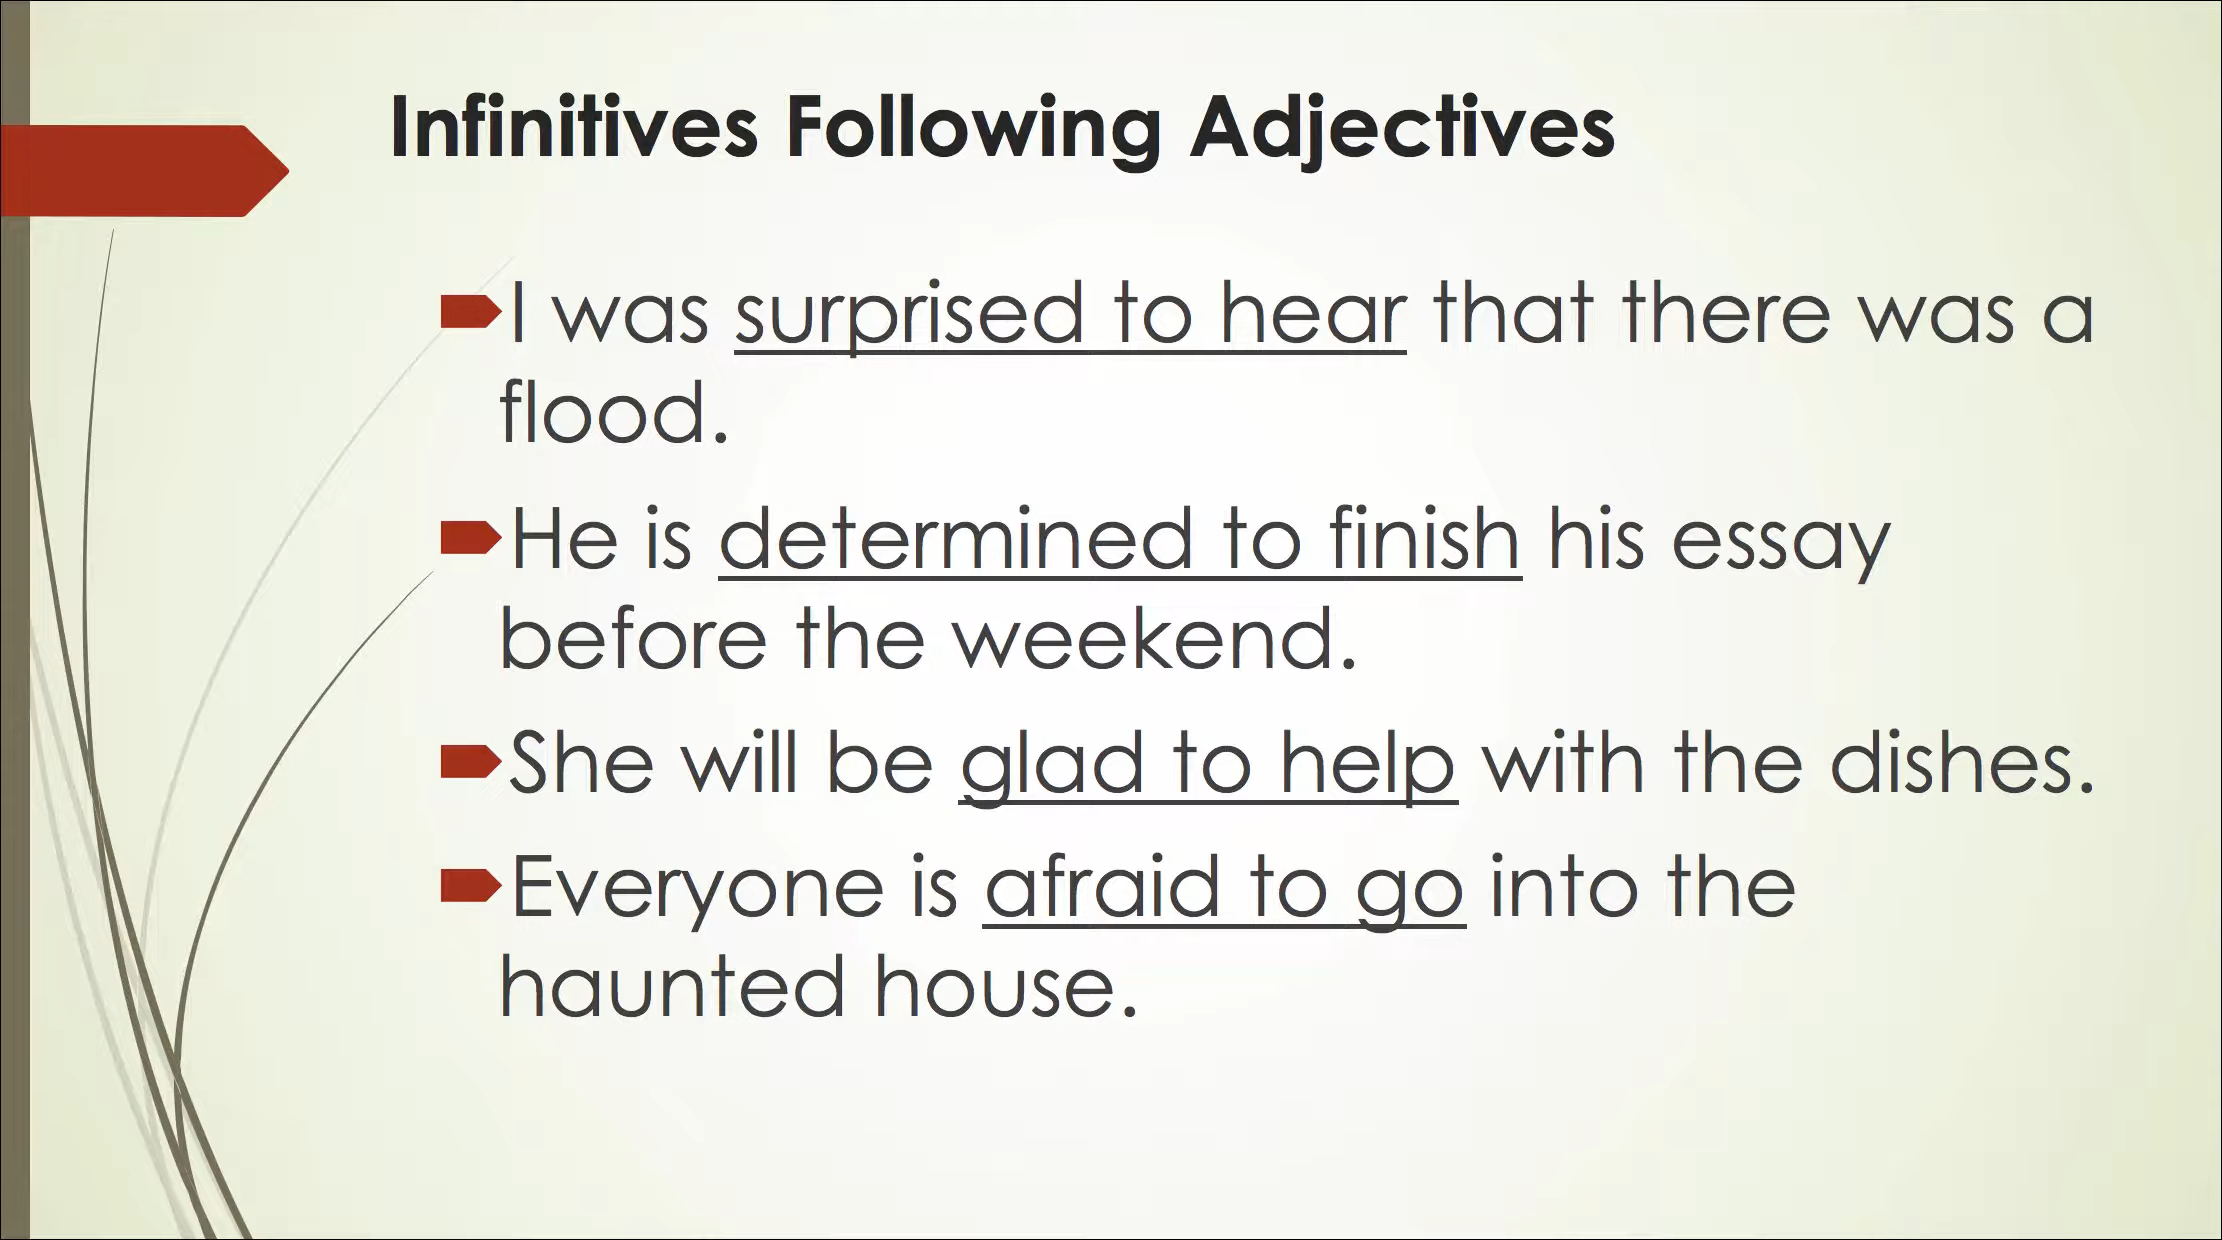 Infinitives Following Adjectives
I was surprised to hear that there was a
flood.
He is determined to finish his essay
before the weekend.
She will be glad to help with the dishes.
Everyone is afraid to go into the
haunted house.